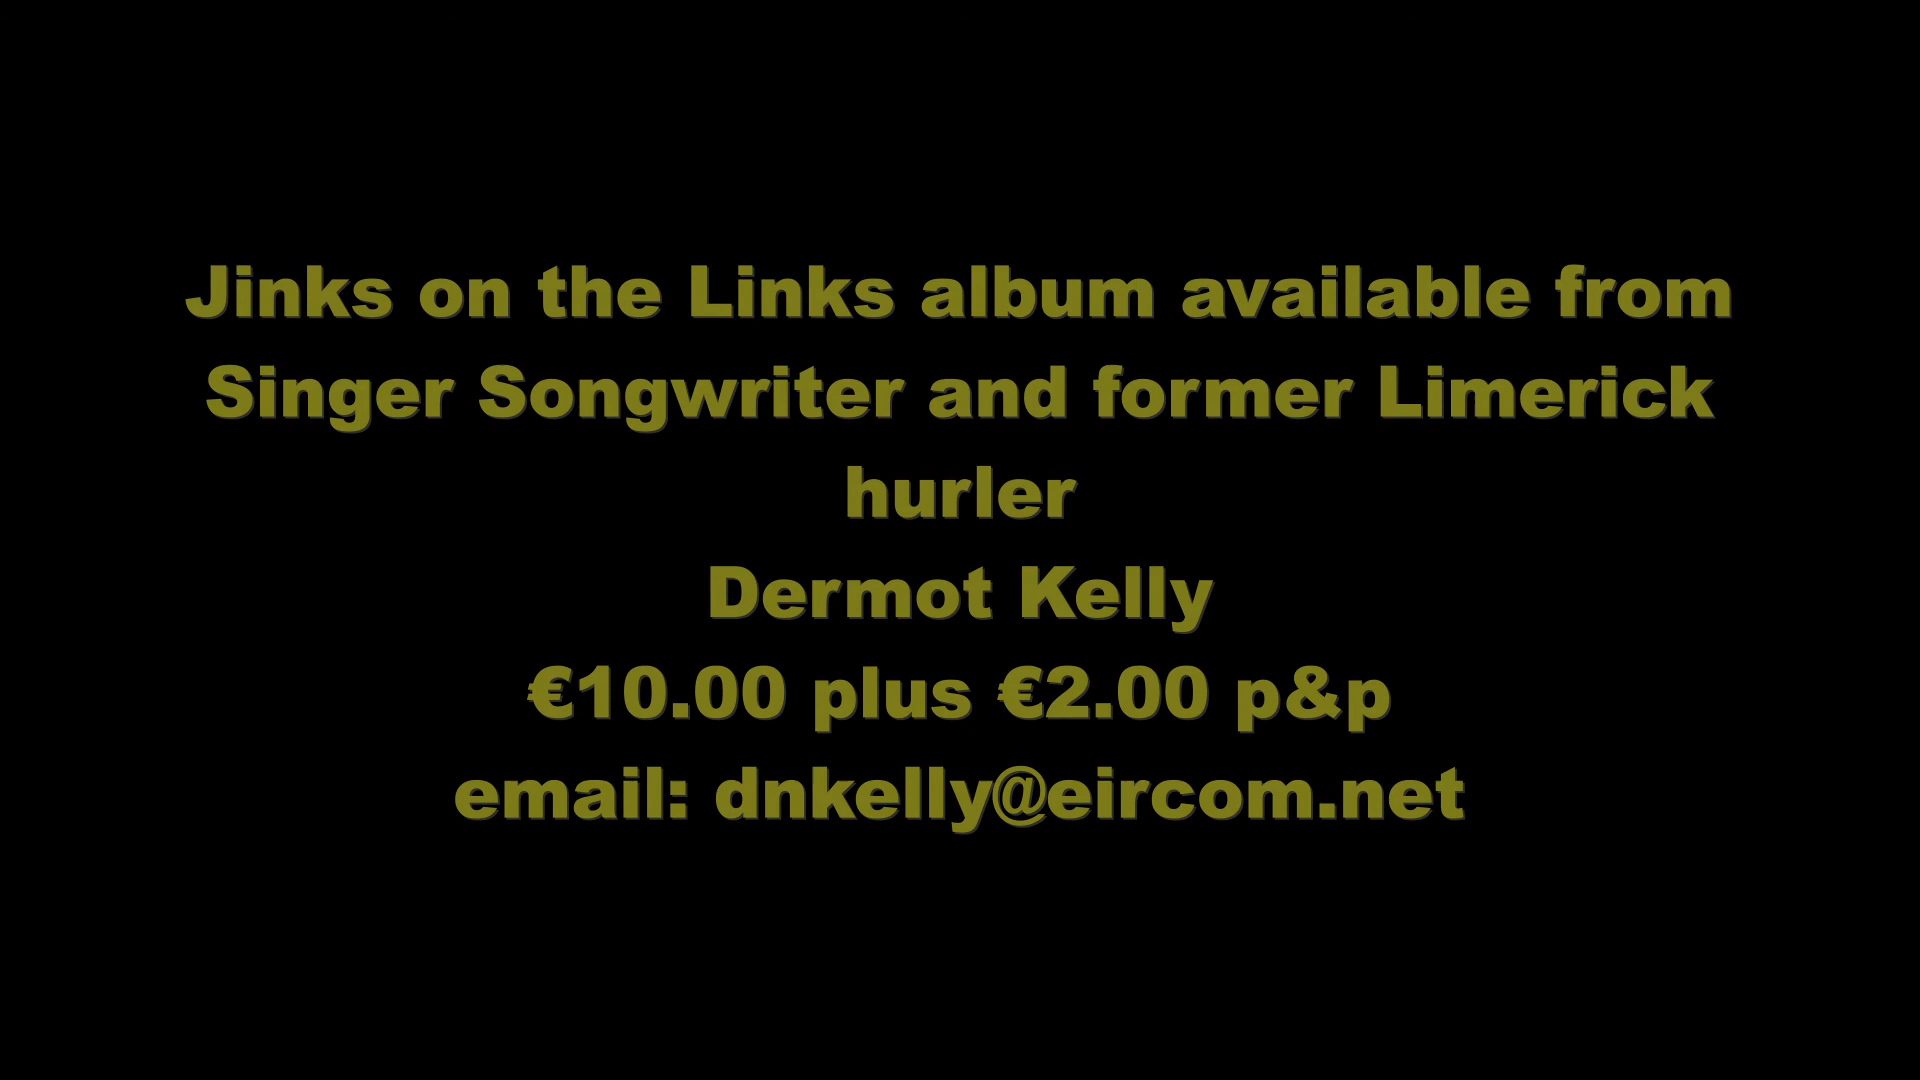 Jinks on the Links album available from
Singer Songwriter and former Limerick
hurler
Dermot Kelly
€10.00 plus €2.00 p&p
email: dnkelly@eircom.net